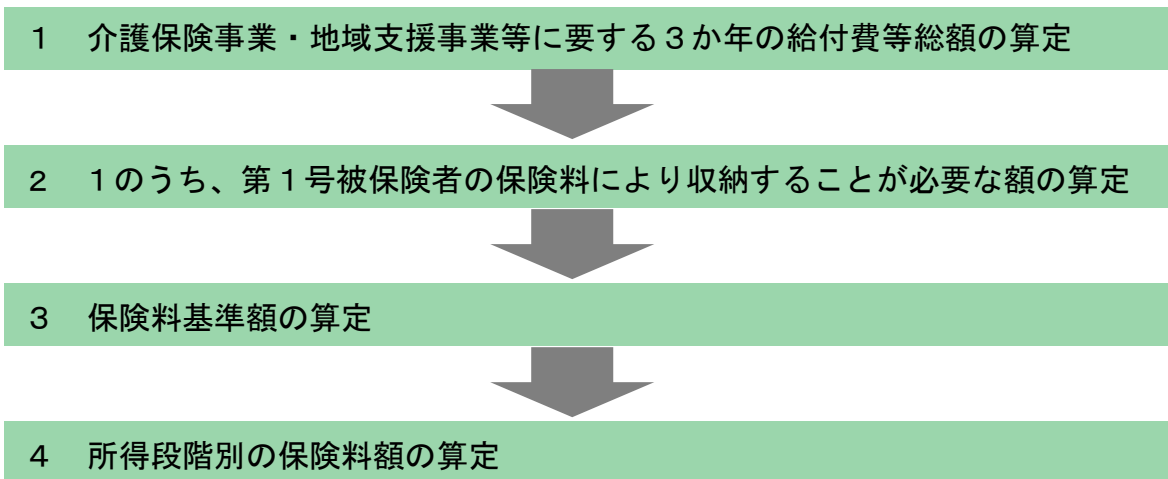 １　介護保険事業・地域支援事業等に要する３か年の給付費等総額の算定
２　１のうち、第１号被保険者の保険料により収納することが必要な額の算定
３　保険料基準額の算定
４　所得段階別の保険料額の算定